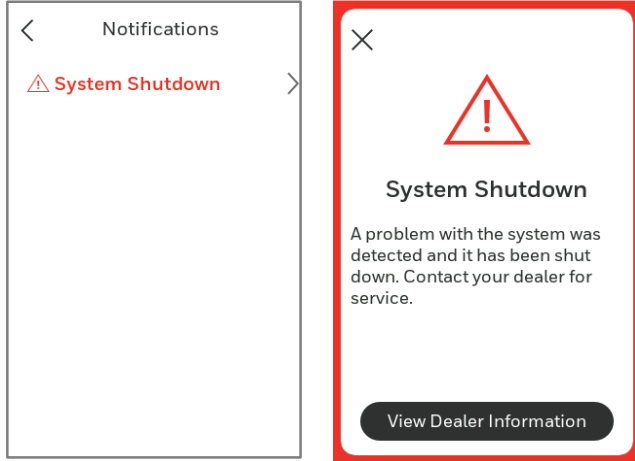 Notifications
System Shutdown
System Shutdown
A problem with the system was
detected and it has been shut
down. Contact your dealer for
service.
View Dealer Information